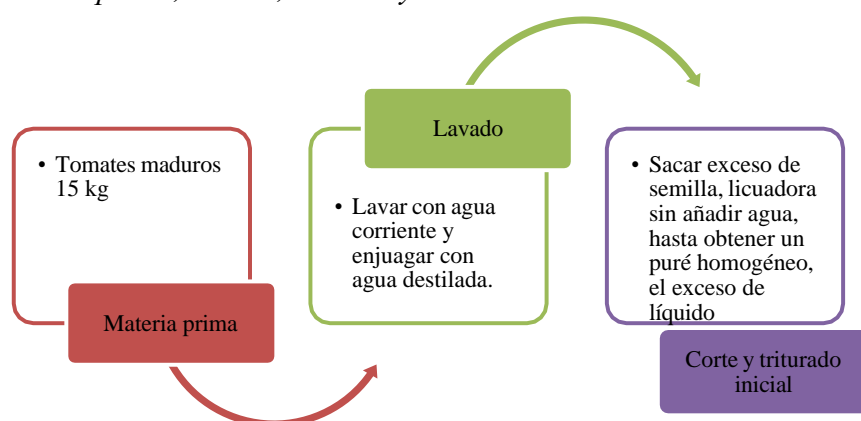 • Tomates maduros
15 kg
Materia prima
Lavado
• Lavar con agua
corriente y
enjuagar con
agua destilada.
• Sacar exceso de
semilla, licuadora
sin añadir agua,
hasta obtener un
puré homogéneo,
el exceso de
líquido
Corte y triturado
inicial